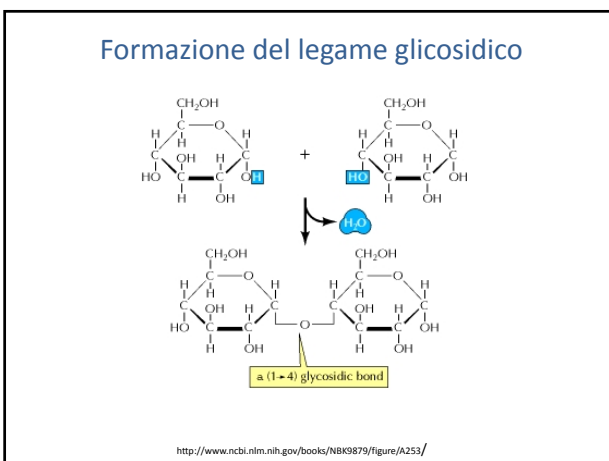 Formazione del legame glicosidico
CH₂OH CH₂OH
C O C O
H H H H
H H
C C C C
OH H + OH H
HO OH HO OH
C C C C
H OH H OH
H₂O
CH₂OH CH₂OH
C O C O
H H H H
H H
C C C C
OH H OH H
HO O OH
C C C C
H OH H OH
a (1→4) glycosidic bond
http://www.ncbi.nlm.nih.gov/books/NBK9879/figure/A253/